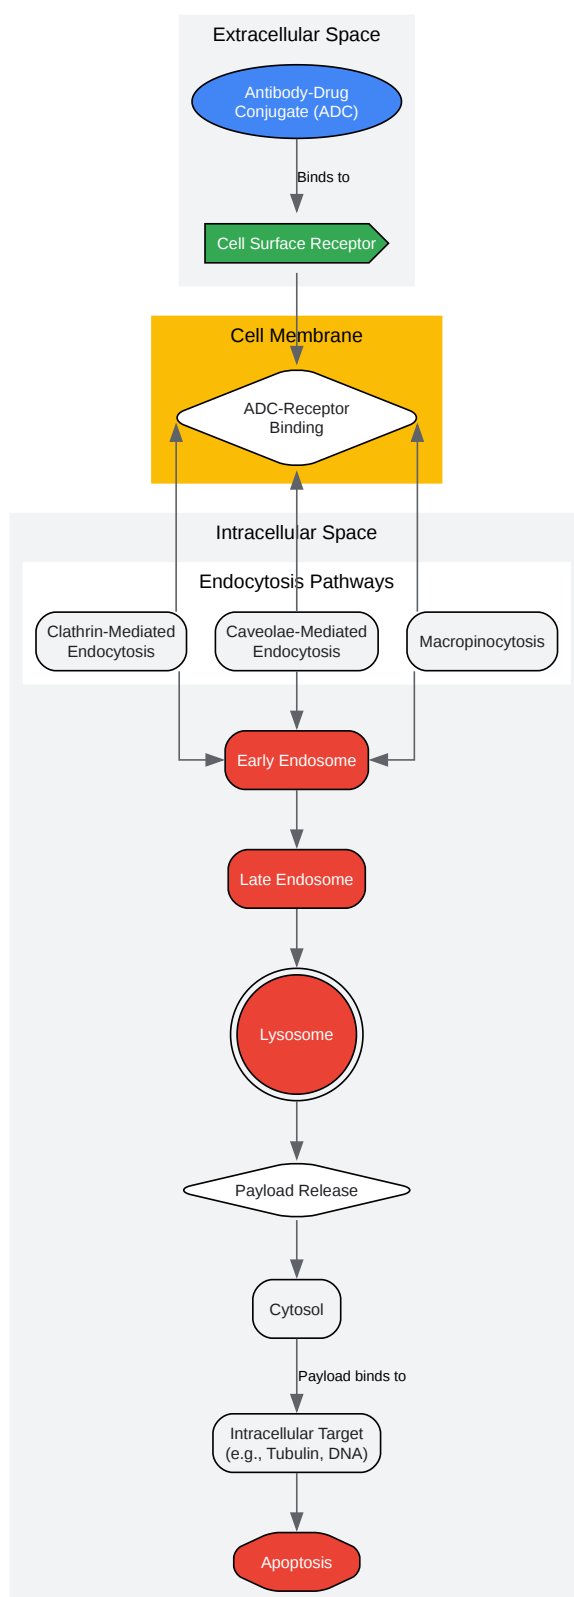 Extracellular Space
Antibody-Drug
Conjugate (ADC)
Binds to
Cell Surface Receptor
Cell Membrane
ADC-Receptor
Binding
Intracellular Space
Endocytosis Pathways
Clathrin-Mediated
Endocytosis
Caveolae-Mediated
Endocytosis
Macropinocytosis
Early Endosome
Late Endosome
Lysosome
Payload Release
Cytosol
Payload binds to
Intracellular Target
(e.g., Tubulin, DNA)
Apoptosis